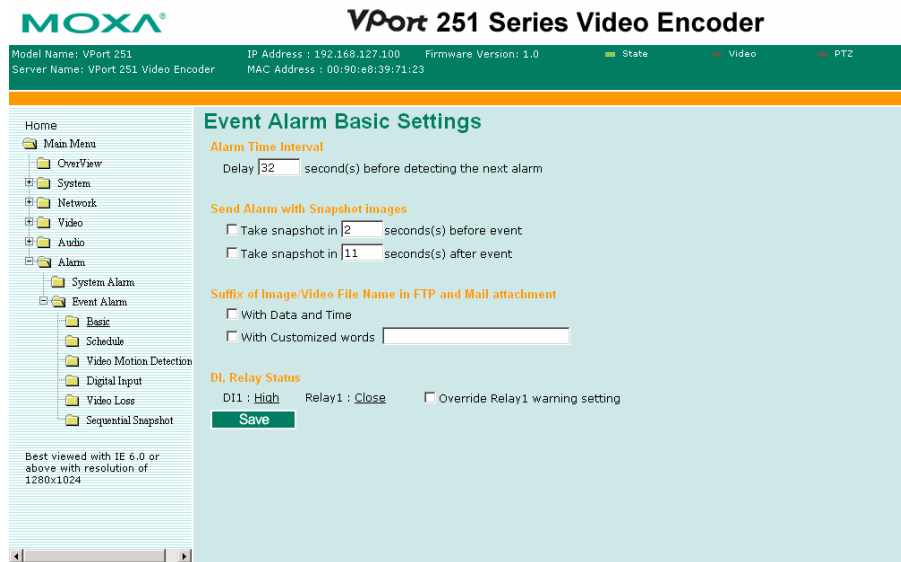 MOXA®
VPort 251 Series Video Encoder
Model Name: VPort 251 IP Address : 192.168.127.100 Firmware Version: 1.0 State Video PTZ
Server Name: VPort 251 Video Encoder MAC Address : 00:90:e8:39:71:23
Home
Main Menu
OverView
System
Network
Video
Audio
Alarm
System Alarm
Event Alarm
Basic
Schedule
Video Motion Detection
Digital Input
Video Loss
Sequential Snapshot
Best viewed with IE 6.0 or
above with resolution of
1280x1024
Event Alarm Basic Settings
Alarm Time Interval
Delay 32 second(s) before detecting the next alarm
Send Alarm with Snapshot images
Take snapshot in 2 seconds(s) before event
Take snapshot in 11 seconds(s) after event
Suffix of Image/Video File Name in FTP and Mail attachment
With Data and Time
With Customized words
DI, Relay Status
DI1 : High Relay1 : Close Override Relay1 warning setting
Save